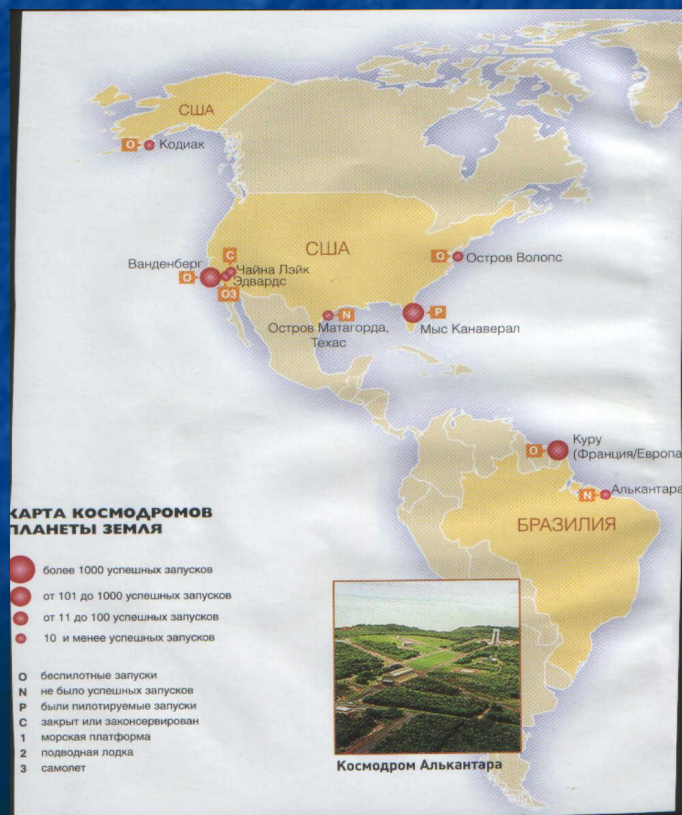 США
O
Кодиак
США
C
Ванденберг
Чайна Лэйк
O
Эдвардс
O3
O
Остров Волопс
N
P
Остров Матагорда,
Техас
Мыс Канаверал
O
Куру
(Франция/Европа
N
Алькантара
БРАЗИЛИЯ
КАРТА КОСМОДРОМОВ
ПЛАНЕТЫ ЗЕМЛЯ
более 1000 успешных запусков
от 101 до 1000 успешных запусков
от 11 до 100 успешных запусков
10 и менее успешных запусков
O беспилотные запуски
N не было успешных запусков
P были пилотируемые запуски
C закрыт или законсервирован
1 морская платформа
2 подводная лодка
3 самолет
Космодром Алькантара